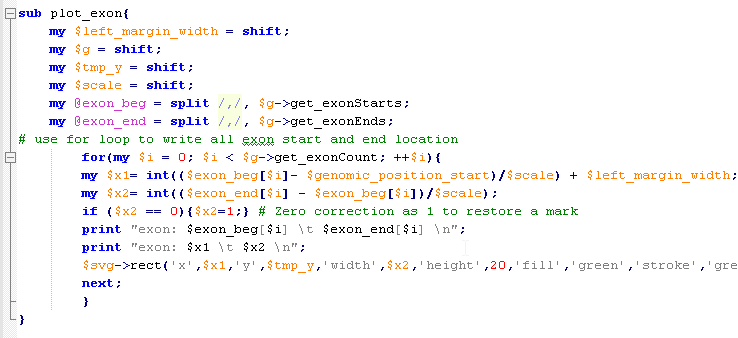 sub plot_exon{
my $left_margin_width = shift;
my $g = shift;
my $tmp_y = shift;
my $scale = shift;
my @exon_beg = split /,/, $g->get_exonStarts;
my @exon_end = split /,/, $g->get_exonEnds;
# use for loop to write all exon start and end location
for(my $i = 0; $i < $g->get_exonCount; ++$i){
my $x1= int(($exon_beg[$i]- $genomic_position_start)/$scale) + $left_margin_width;
my $x2= int(($exon_end[$i] - $exon_beg[$i])/$scale);
if ($x2 == 0){$x2=1;} # Zero correction as 1 to restore a mark
print "exon: $exon_beg[$i] \t $exon_end[$i] \n";
print "exon: $x1 \t $x2 \n";
$svg->rect('x',$x1,'y',$tmp_y,'width',$x2,'height',20,'fill','green','stroke','gre
next;
}
}